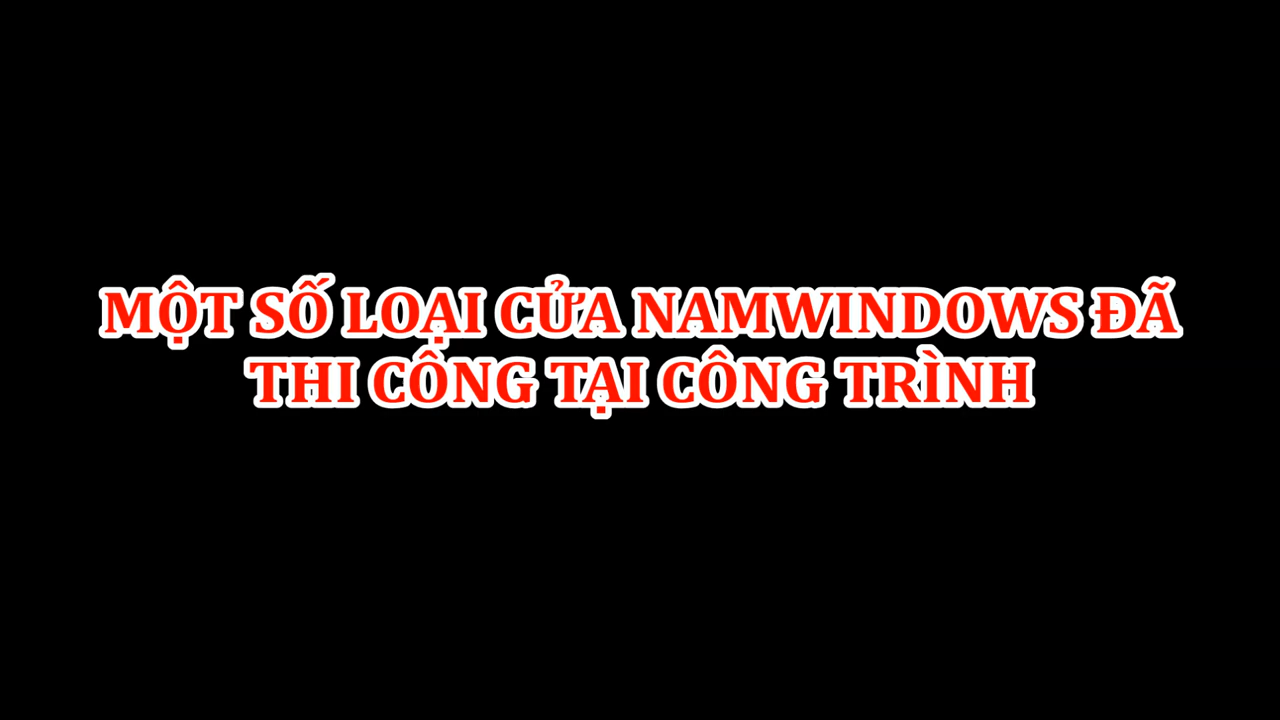 MỘT SỐ LOẠI CỬA NAMWINDOWS ĐÃ
THI CÔNG TẠI CÔNG TRÌNH